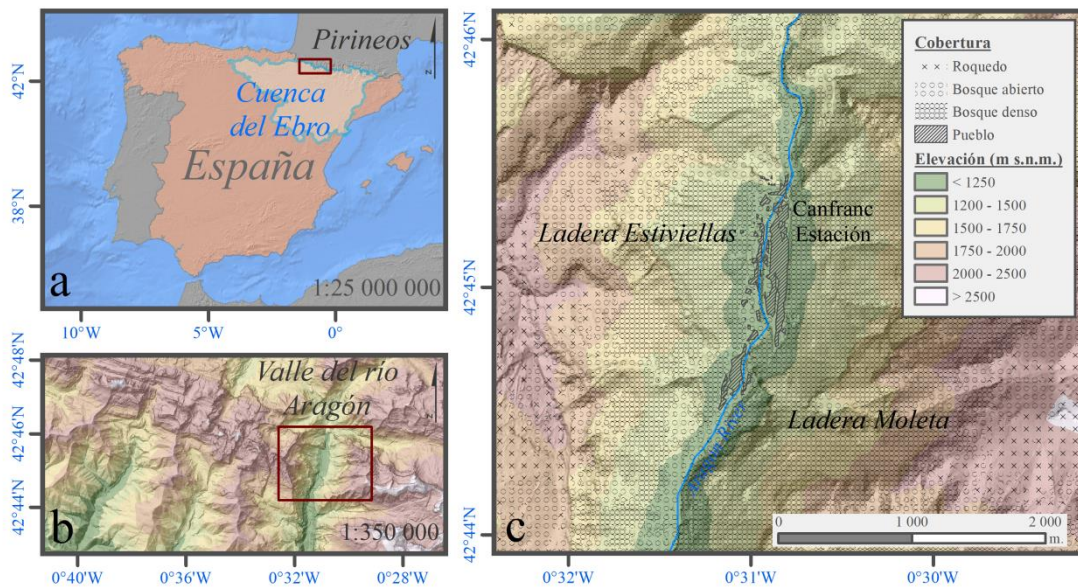 Pirineos
Cuenca
del Ebro
España
a
1:25 000 000
42°N
38°N
10°W
5°W
0°
Valle del río
Aragón
b
1:350 000
42°48'N
42°46'N
42°44'N
0°40'W
0°36'W
0°32'W
0°28'W
42°46'N
42°45'N
42°44'N
Ladera Estiviellas
Canfranc
Estación
Ladera Moleta
c
0°32'W
0°31'W
0°30'W
Cobertura
Roquedo
Bosque abierto
Bosque denso
Pueblo
Elevación (m s.n.m.)
< 1250
1200 - 1500
1500 - 1750
1750 - 2000
2000 - 2500
> 2500
0
1 000
2 000
m.